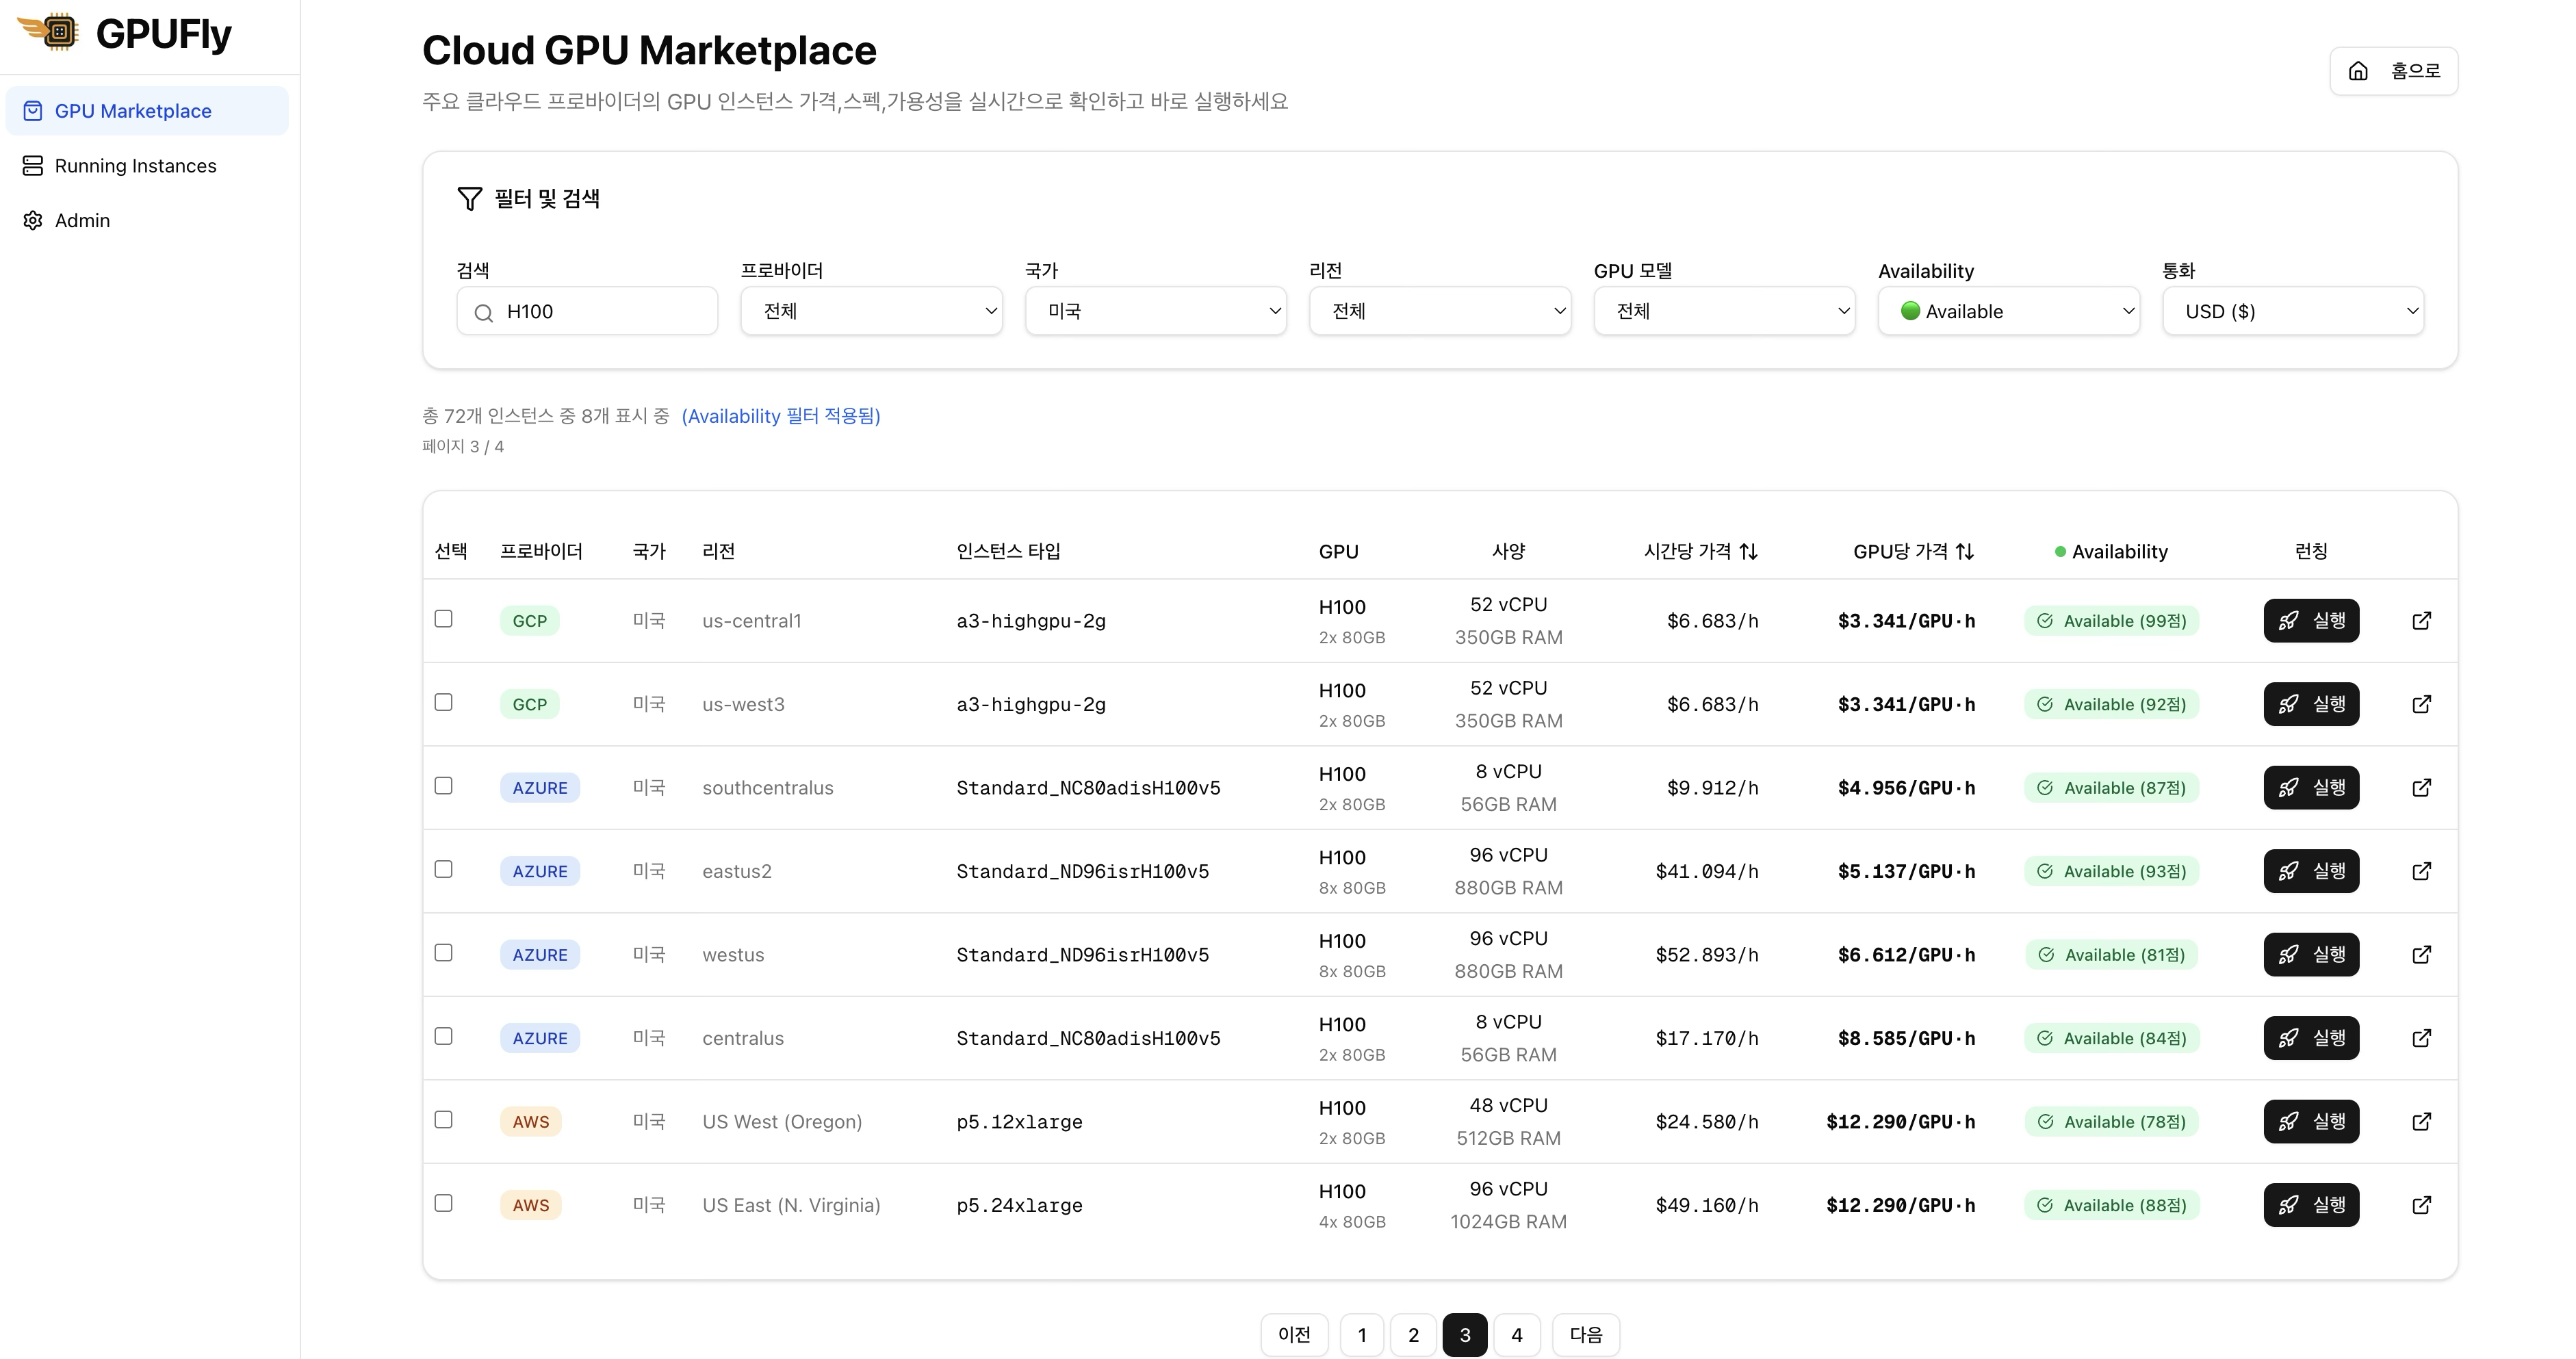 GPUFly
GPU Marketplace
Running Instances
Admin
Cloud GPU Marketplace
주요 클라우드 프로바이더의 GPU 인스턴스 가격,스펙,가용성을 실시간으로 확인하고 바로 실행하세요
홈으로
필터 및 검색
검색 프로바이더 국가 리전 GPU 모델 Availability 통화
H100 전체 미국 전체 전체 Available USD ($)
총 72개 인스턴스 중 8개 표시 중 (Availability 필터 적용됨)
페이지 3 / 4
선택 프로바이더 국가 리전 인스턴스 타입 GPU 사양 시간당 가격 GPU당 가격 Availability 런칭
GCP 미국 us-central1 a3-highgpu-2g H100 52 vCPU $6.683/h $3.341/GPU·h Available (99점) 실행
2x 80GB 350GB RAM
GCP 미국 us-west3 a3-highgpu-2g H100 52 vCPU $6.683/h $3.341/GPU·h Available (92점) 실행
2x 80GB 350GB RAM
AZURE 미국 southcentralus Standard_NC80adisH100v5 H100 8 vCPU $9.912/h $4.956/GPU·h Available (87점) 실행
2x 80GB 56GB RAM
AZURE 미국 eastus2 Standard_ND96isrH100v5 H100 96 vCPU $41.094/h $5.137/GPU·h Available (93점) 실행
8x 80GB 880GB RAM
AZURE 미국 westus Standard_ND96isrH100v5 H100 96 vCPU $52.893/h $6.612/GPU·h Available (81점) 실행
8x 80GB 880GB RAM
AZURE 미국 centralus Standard_NC80adisH100v5 H100 8 vCPU $17.170/h $8.585/GPU·h Available (84점) 실행
2x 80GB 56GB RAM
AWS 미국 US West (Oregon) p5.12xlarge H100 48 vCPU $24.580/h $12.290/GPU·h Available (78점) 실행
2x 80GB 512GB RAM
AWS 미국 US East (N. Virginia) p5.24xlarge H100 96 vCPU $49.160/h $12.290/GPU·h Available (88점) 실행
4x 80GB 1024GB RAM
이전 1 2 3 4 다음